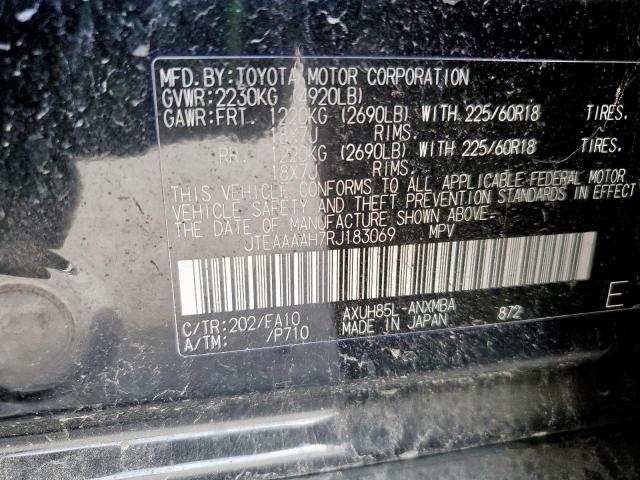 MFD. BY: TOYOTA MOTOR CORPORATION
GVWR: 2230KG (4920LB)
GAWR: FRT. 1220KG (2690LB) WITH 225/60R18 TIRES.
18X7J RIMS.
RR. 1220KG (2690LB) WITH 225/60R18 TIRES.
18X7J RIMS.
THIS VEHICLE CONFORMS TO ALL APPLICABLE FEDERAL MOTOR
VEHICLE SAFETY AND THEFT PREVENTION STANDARDS IN EFFECT
THE DATE OF MANUFACTURE SHOWN ABOVE.
JTEAAAAH7RJ183069 MPV
C/TR: 202/FA10 AXUH85L-ANXMBA 872 E
A/TM: /P710 MADE IN JAPAN